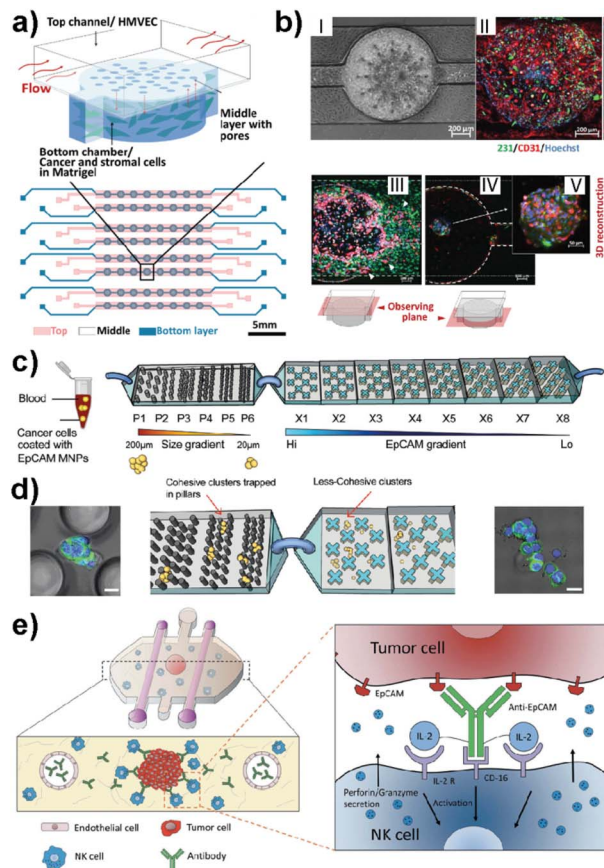 a)
Top channel/ HMVEC
Flow
Middle
layer with
pores
Bottom chamber/
Cancer and stromal cells
in Matrigel
Top
Middle
Bottom layer
5mm
b)
I
200 µm
II
200 µm
231/CD31/Hoechst
III
IV
V
50 µm
3D reconstruction
Observing
plane
c)
Blood
Cancer cells
coated with
EpCAM MNPs
P1 P2 P3 P4 P5 P6
200µm
Size gradient
20µm
X1 X2 X3 X4 X5 X6 X7 X8
Hi
EpCAM gradient
Lo
d)
Cohesive clusters trapped
in pillars
Less-Cohesive clusters
e)
Endothelial cell
Tumor cell
NK cell
Antibody
Tumor cell
EpCAM
Anti-EpCAM
IL-2
IL-2
IL-2 R
CD-16
Perforin/Granzyme
secretion
Activation
NK cell